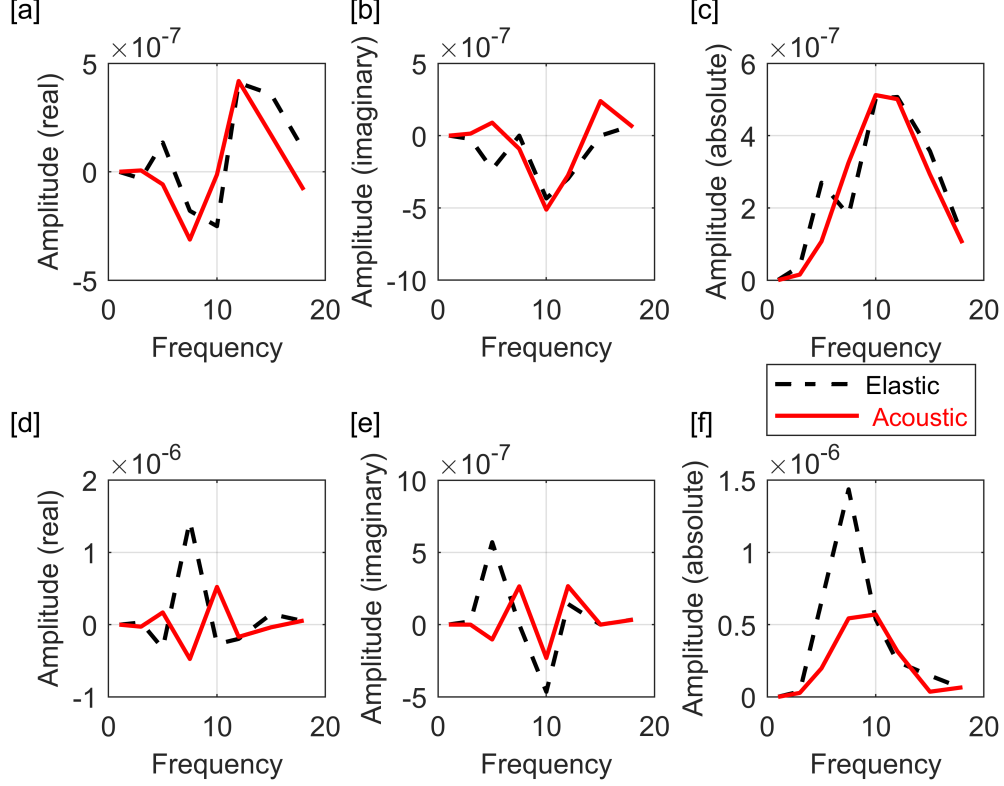 [a]
×10-7
Amplitude (real)
5
0
-5
0
10
20
Frequency
[b]
×10-7
Amplitude (imaginary)
5
0
-5
-10
0
10
20
Frequency
[c]
×10-7
Amplitude (absolute)
6
4
2
0
0
10
20
Frequency
Elastic
Acoustic
[d]
×10-6
Amplitude (real)
2
1
0
-1
0
10
20
Frequency
[e]
×10-7
Amplitude (imaginary)
10
5
0
-5
0
10
20
Frequency
[f]
×10-6
Amplitude (absolute)
1.5
1
0.5
0
0
10
20
Frequency